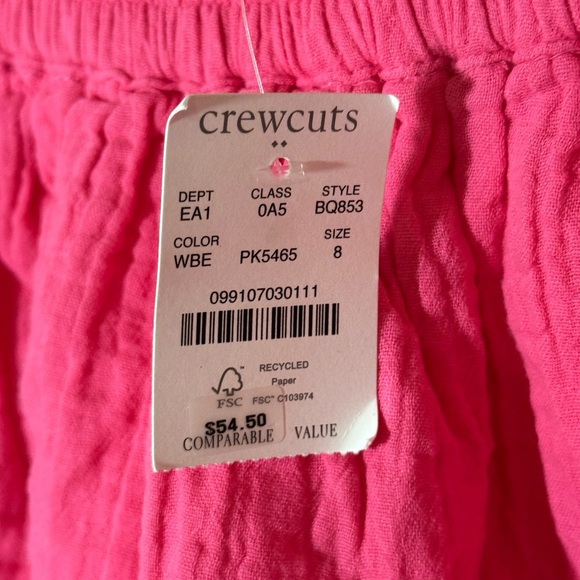 crewcuts
DEPT CLASS STYLE
EA1 0A5 BQ853
COLOR SIZE
WBE PK5465 8
099107030111
RECYCLED
Paper
FSC FSC™ C103974
$54.50
COMPARABLE VALUE